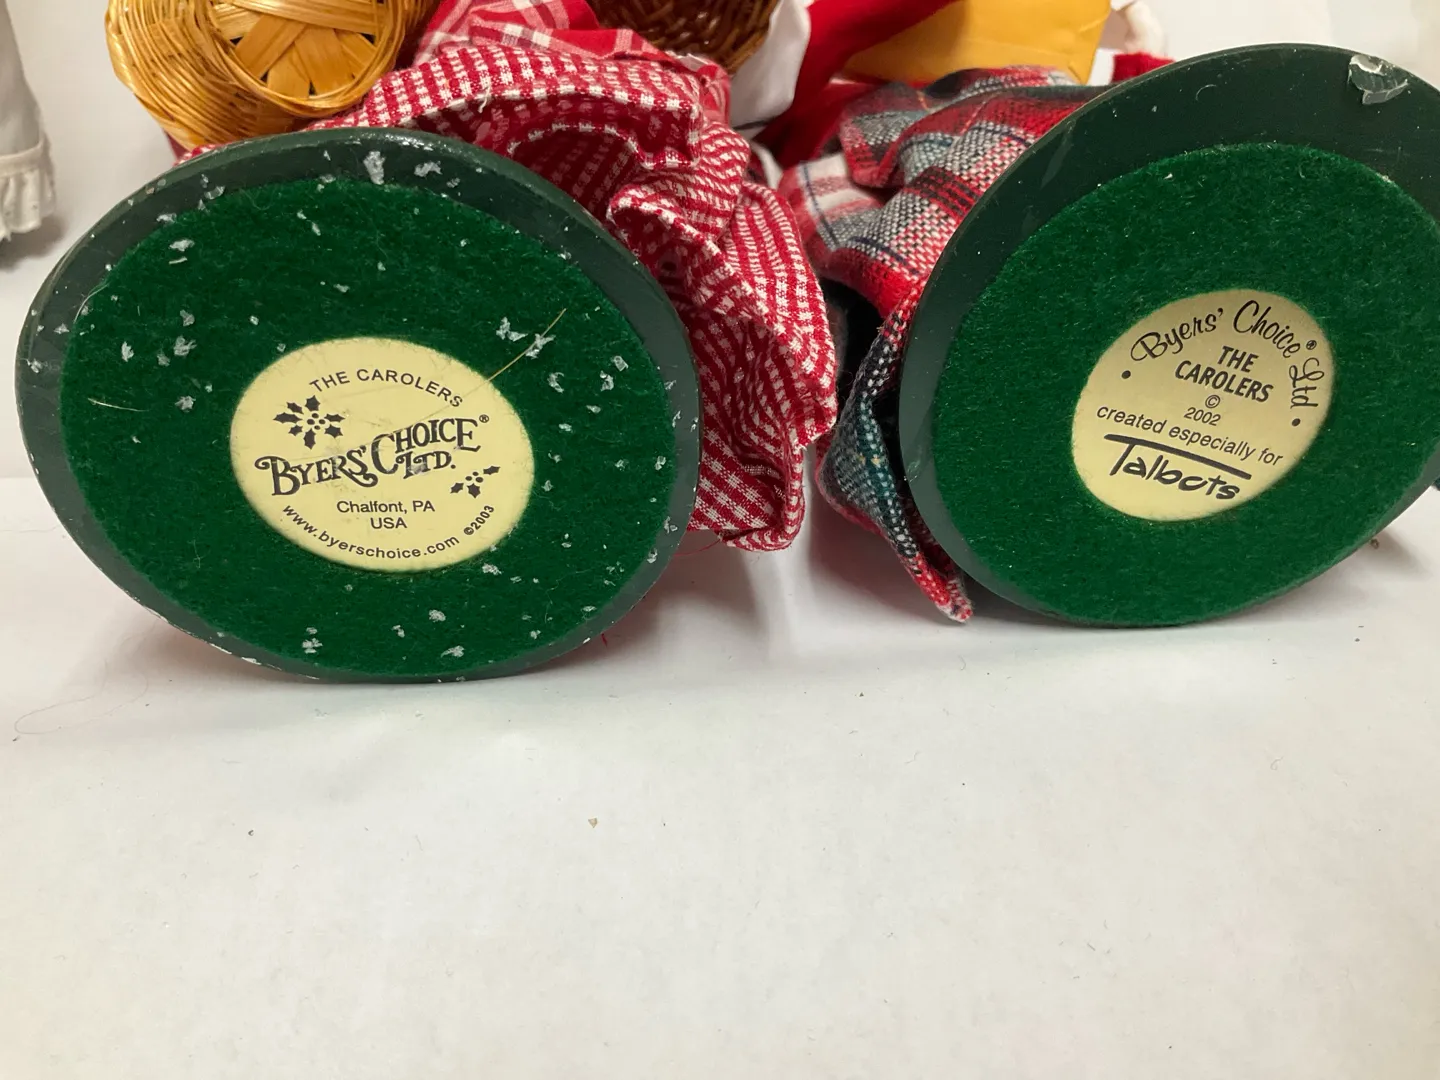 THE CAROLERS
BYERS' CHOICE®
LTD.
Chalfont, PA
USA
www.byerschoice.com ©2003
Byers' Choice® Ltd
THE
CAROLERS
©
2002
created especially for
Talbots